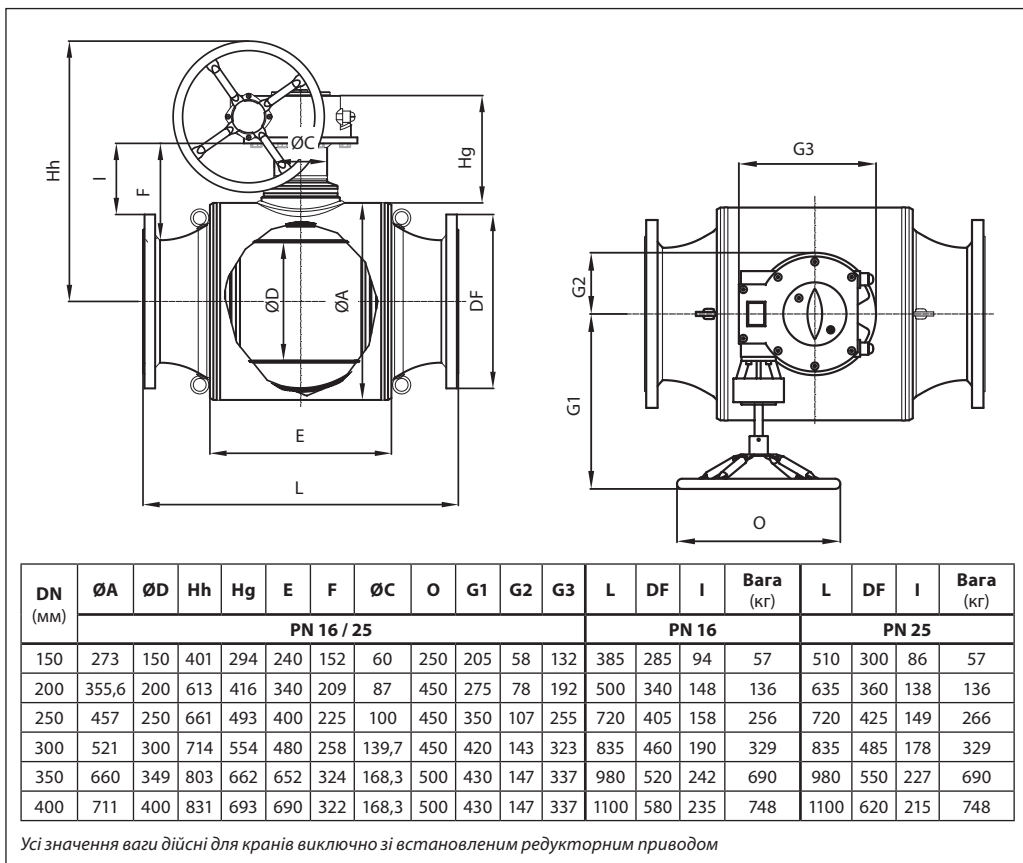 Hh
I
F
ØC
Hg
ØD
ØA
DF
E
L
G3
G2
G1
O
DN (мм) ØA ØD Hh Hg E F ØC O G1 G2 G3 L DF I Вага (кг) L DF I Вага (кг)
PN 16 / 25 PN 16 PN 25
150 273 150 401 294 240 152 60 250 205 58 132 385 285 94 57 510 300 86 57
200 355,6 200 613 416 340 209 87 450 275 78 192 500 340 148 136 635 360 138 136
250 457 250 661 493 400 225 100 450 350 107 255 720 405 158 256 720 425 149 266
300 521 300 714 554 480 258 139,7 450 420 143 323 835 460 190 329 835 485 178 329
350 660 349 803 662 652 324 168,3 500 430 147 337 980 520 242 690 980 550 227 690
400 711 400 831 693 690 322 168,3 500 430 147 337 1100 580 235 748 1100 620 215 748
Усі значення ваги дійсні для кранів виключно зі встановленим редукторним приводом